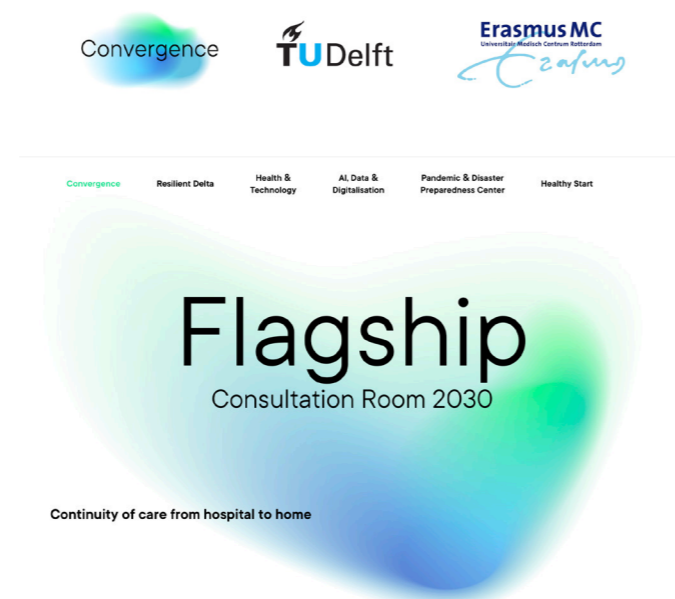 Convergence
TU Delft
Erasmus MC
Universitair Medisch Centrum Rotterdam
Erasmus
Convergence
Resilient Delta
Health &
Technology
AI, Data &
Digitalisation
Pandemic & Disaster
Preparedness Center
Healthy Start
Flagship
Consultation Room 2030
Continuity of care from hospital to home